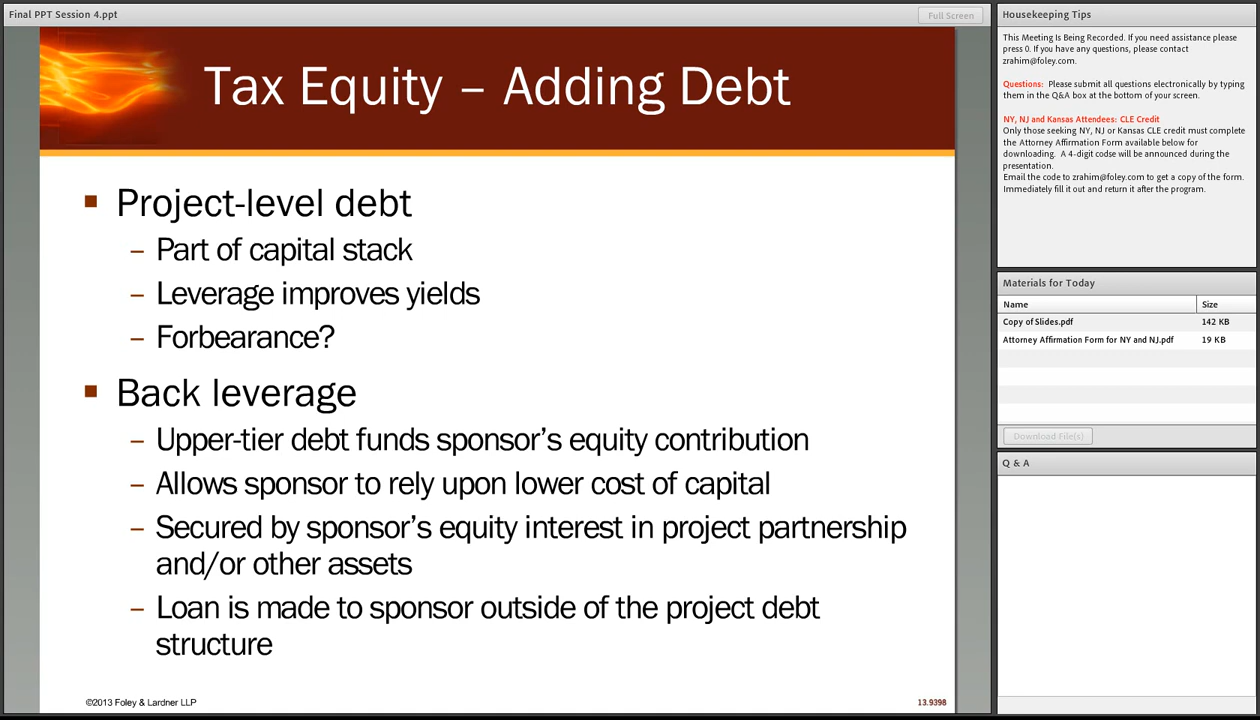 Final PPT Session 4.ppt
Full Screen
Tax Equity – Adding Debt
Project-level debt
– Part of capital stack
– Leverage improves yields
– Forbearance?
Back leverage
– Upper-tier debt funds sponsor's equity contribution
– Allows sponsor to rely upon lower cost of capital
– Secured by sponsor's equity interest in project partnership
and/or other assets
– Loan is made to sponsor outside of the project debt
structure
©2013 Foley & Lardner LLP
13.9398
Housekeeping Tips
This Meeting Is Being Recorded. If you need assistance please
press 0. If you have any questions, please contact
zrahim@foley.com.
Questions: Please submit all questions electronically by typing
them in the Q&A box at the bottom of your screen.
NY, NJ and Kansas Attendees: CLE Credit
Only those seeking NY, NJ or Kansas CLE credit must complete
the Attorney Affirmation Form available below for
downloading. A 4-digit codse will be announced during the
presentation.
Email the code to zrahim@foley.com to get a copy of the form.
Immediately fill it out and return it after the program.
Materials for Today
Name Size
Copy of Slides.pdf 142 KB
Attorney Affirmation Form for NY and NJ.pdf 19 KB
Download File(s)
Q & A